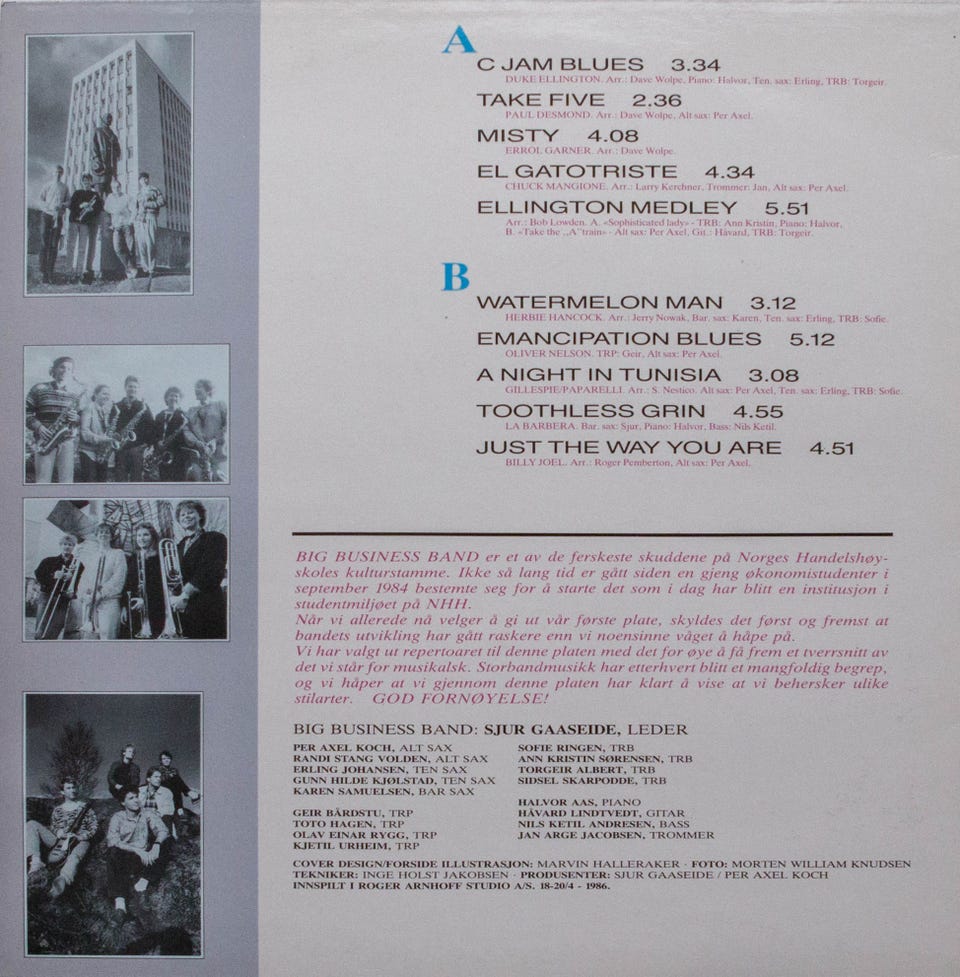 A
C JAM BLUES 3.34
DUKE ELLINGTON. Arr.: Dave Wolpe, Piano: Halvor, Ten. sax: Erling, TRB: Torgeir.
TAKE FIVE 2.36
PAUL DESMOND. Arr.: Dave Wolpe, Alt sax: Per Axel.
MISTY 4.08
ERROL GARNER. Arr.: Dave Wolpe.
EL GATOTRISTE 4.34
CHUCK MANGIONE. Arr.: Larry Kerchner, Trommer: Jan, Alt sax: Per Axel.
ELLINGTON MEDLEY 5.51
Arr.: Bob Lowden. A. «Sophisticated lady» - TRB: Ann Kristin, Piano: Halvor,
B. «Take the ,,A''train» - Alt sax: Per Axel, Git.: Håvard, TRB: Torgeir.
B
WATERMELON MAN 3.12
HERBIE HANCOCK. Arr.: Jerry Nowak, Bar. sax: Karen, Ten. sax: Erling, TRB: Sofie.
EMANCIPATION BLUES 5.12
OLIVER NELSON. TRP: Geir, Alt sax: Per Axel.
A NIGHT IN TUNISIA 3.08
GILLESPIE/PAPARELLI. Arr.: S. Nestico. Alt sax: Per Axel, Ten. sax: Erling, TRB: Sofie.
TOOTHLESS GRIN 4.55
LA BARBERA. Bar. sax: Sjur, Piano: Halvor, Bass: Nils Ketil.
JUST THE WAY YOU ARE 4.51
BILLY JOEL. Arr.: Roger Pemberton, Alt sax: Per Axel.
BIG BUSINESS BAND er et av de ferskeste skuddene på Norges Handelshøy-
skoles kulturstamme. Ikke så lang tid er gått siden en gjeng økonomistudenter i
september 1984 bestemte seg for å starte det som i dag har blitt en institusjon i
studentmiljøet på NHH.
Når vi allerede nå velger å gi ut vår første plate, skyldes det først og fremst at
bandets utvikling har gått raskere enn vi noensinne våget å håpe på.
Vi har valgt ut repertoaret til denne platen med det for øye å få frem et tverrsnitt av
det vi står for musikalsk. Storbandmusikk har etterhvert blitt et mangfoldig begrep,
og vi håper at vi gjennom denne platen har klart å vise at vi behersker ulike
stilarter. GOD FORNØYELSE!
BIG BUSINESS BAND: SJUR GAASEIDE, LEDER
PER AXEL KOCH, ALT SAX
RANDI STANG VOLDEN, ALT SAX
ERLING JOHANSEN, TEN SAX
GUNN HILDE KJØLSTAD, TEN SAX
KAREN SAMUELSEN, BAR SAX
GEIR BÅRDSTU, TRP
TOTO HAGEN, TRP
OLAV EINAR RYGG, TRP
KJETIL URHEIM, TRP
SOFIE RINGEN, TRB
ANN KRISTIN SØRENSEN, TRB
TORGEIR ALBERT, TRB
SIDSEL SKARPODDE, TRB
HALVOR AAS, PIANO
HÅVARD LINDTVEDT, GITAR
NILS KETIL ANDRESEN, BASS
JAN ARGE JACOBSEN, TROMMER
COVER DESIGN/FORSIDE ILLUSTRASJON: MARVIN HALLERAKER · FOTO: MORTEN WILLIAM KNUDSEN
TEKNIKER: INGE HOLST JAKOBSEN · PRODUSENTER: SJUR GAASEIDE / PER AXEL KOCH
INNSPILT I ROGER ARNHOFF STUDIO A/S. 18-20/4 - 1986.